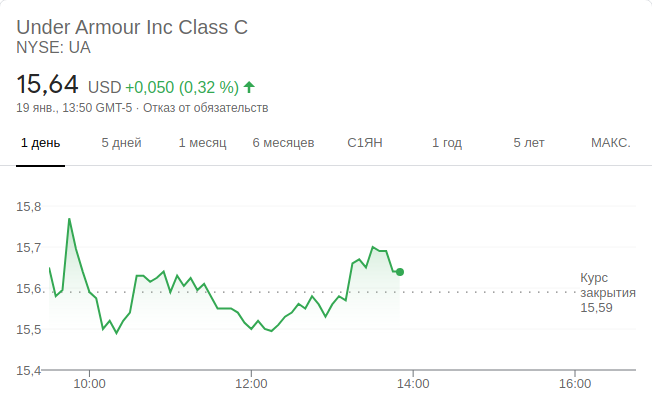 Under Armour Inc Class C
NYSE: UA
15,64 USD +0,050 (0,32 %)
19 янв., 13:50 GMT-5 · Отказ от обязательств
1 день 5 дней 1 месяц 6 месяцев С1ЯН 1 год 5 лет МАКС.
15,8
15,7
15,6
15,5
15,4
Курс
закрытия
15,59
10:00 12:00 14:00 16:00